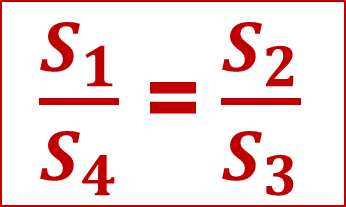 S₁/S₄ = S₂/S₃